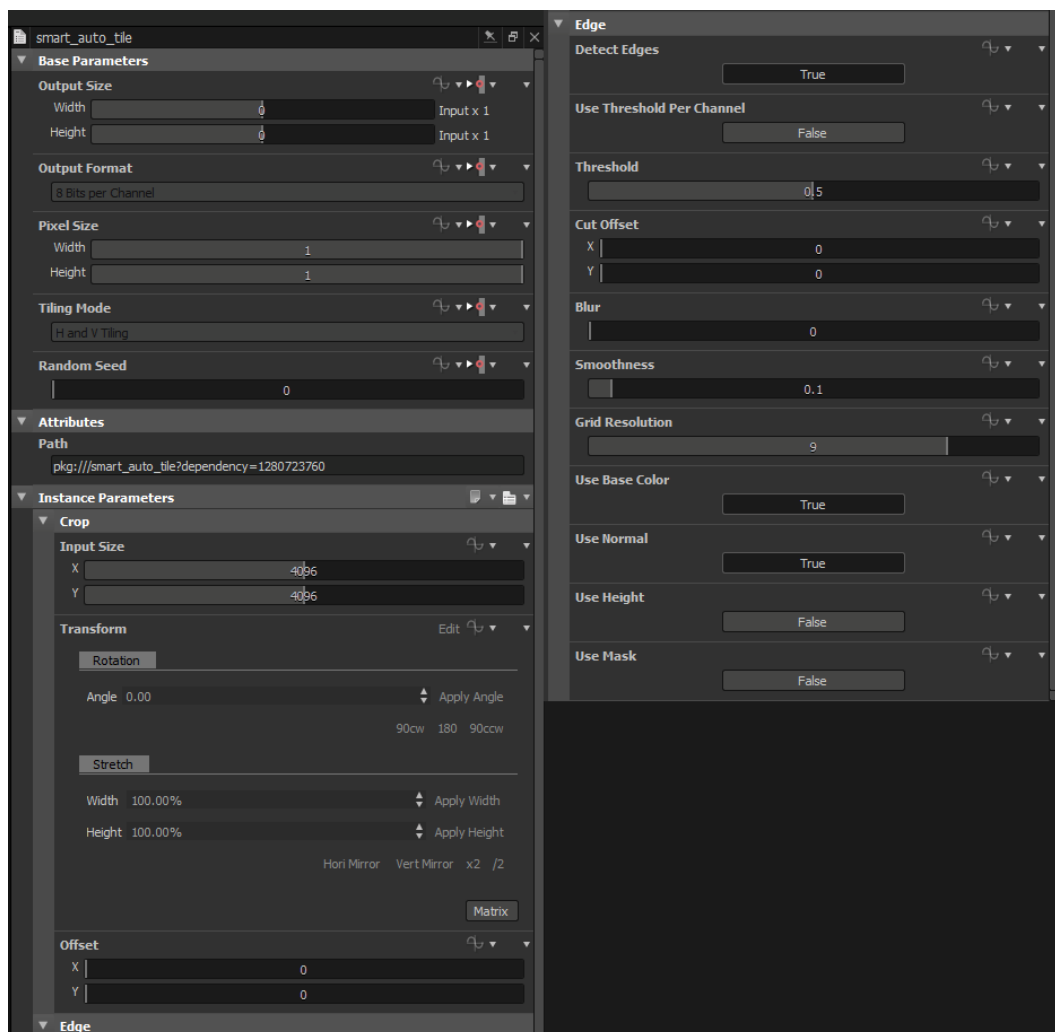 smart_auto_tile
Base Parameters
Output Size
Width 0 Input x 1
Height 0 Input x 1
Output Format
8 Bits per Channel
Pixel Size
Width 1
Height 1
Tiling Mode
H and V Tiling
Random Seed
0
Attributes
Path
pkg:///smart_auto_tile?dependency=1280723760
Instance Parameters
Crop
Input Size
X 4096
Y 4096
Transform Edit
Rotation
Angle 0.00 Apply Angle
90cw 180 90ccw
Stretch
Width 100.00% Apply Width
Height 100.00% Apply Height
Hori Mirror Vert Mirror x2 /2
Matrix
Offset
X 0
Y 0
Edge
Edge
Detect Edges
True
Use Threshold Per Channel
False
Threshold
0.5
Cut Offset
X 0
Y 0
Blur
0
Smoothness
0.1
Grid Resolution
9
Use Base Color
True
Use Normal
True
Use Height
False
Use Mask
False